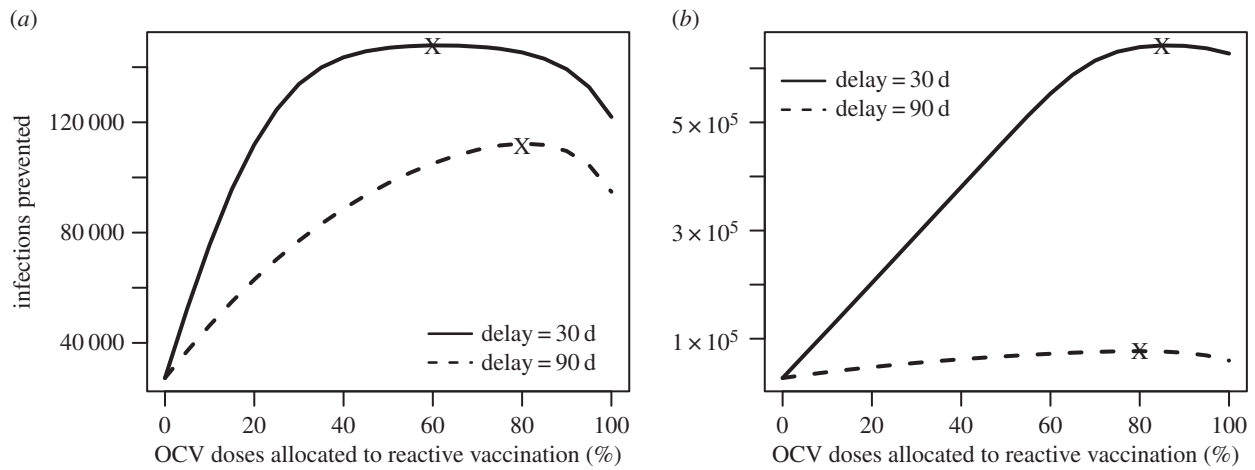 (a)
infections prevented
120 000
80 000
40 000
X
X
delay = 30 d
delay = 90 d
0 20 40 60 80 100
OCV doses allocated to reactive vaccination (%)
(b)
5 × 10⁵
3 × 10⁵
1 × 10⁵
X
delay = 30 d
delay = 90 d
X
0 20 40 60 80 100
OCV doses allocated to reactive vaccination (%)